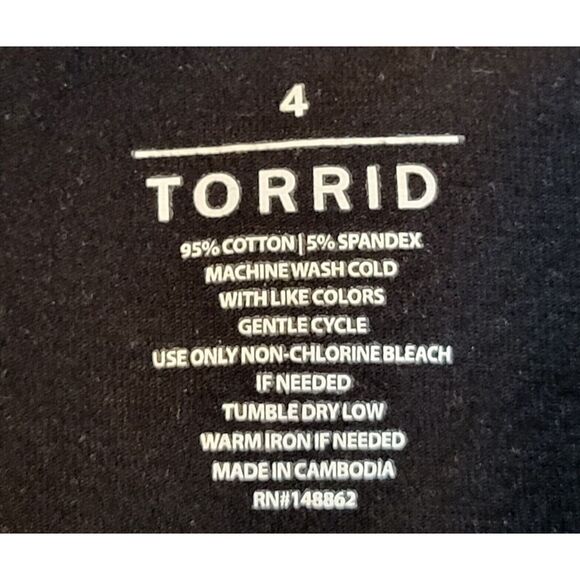 4
TORRID
95% COTTON | 5% SPANDEX
MACHINE WASH COLD
WITH LIKE COLORS
GENTLE CYCLE
USE ONLY NON-CHLORINE BLEACH
IF NEEDED
TUMBLE DRY LOW
WARM IRON IF NEEDED
MADE IN CAMBODIA
RN#148862